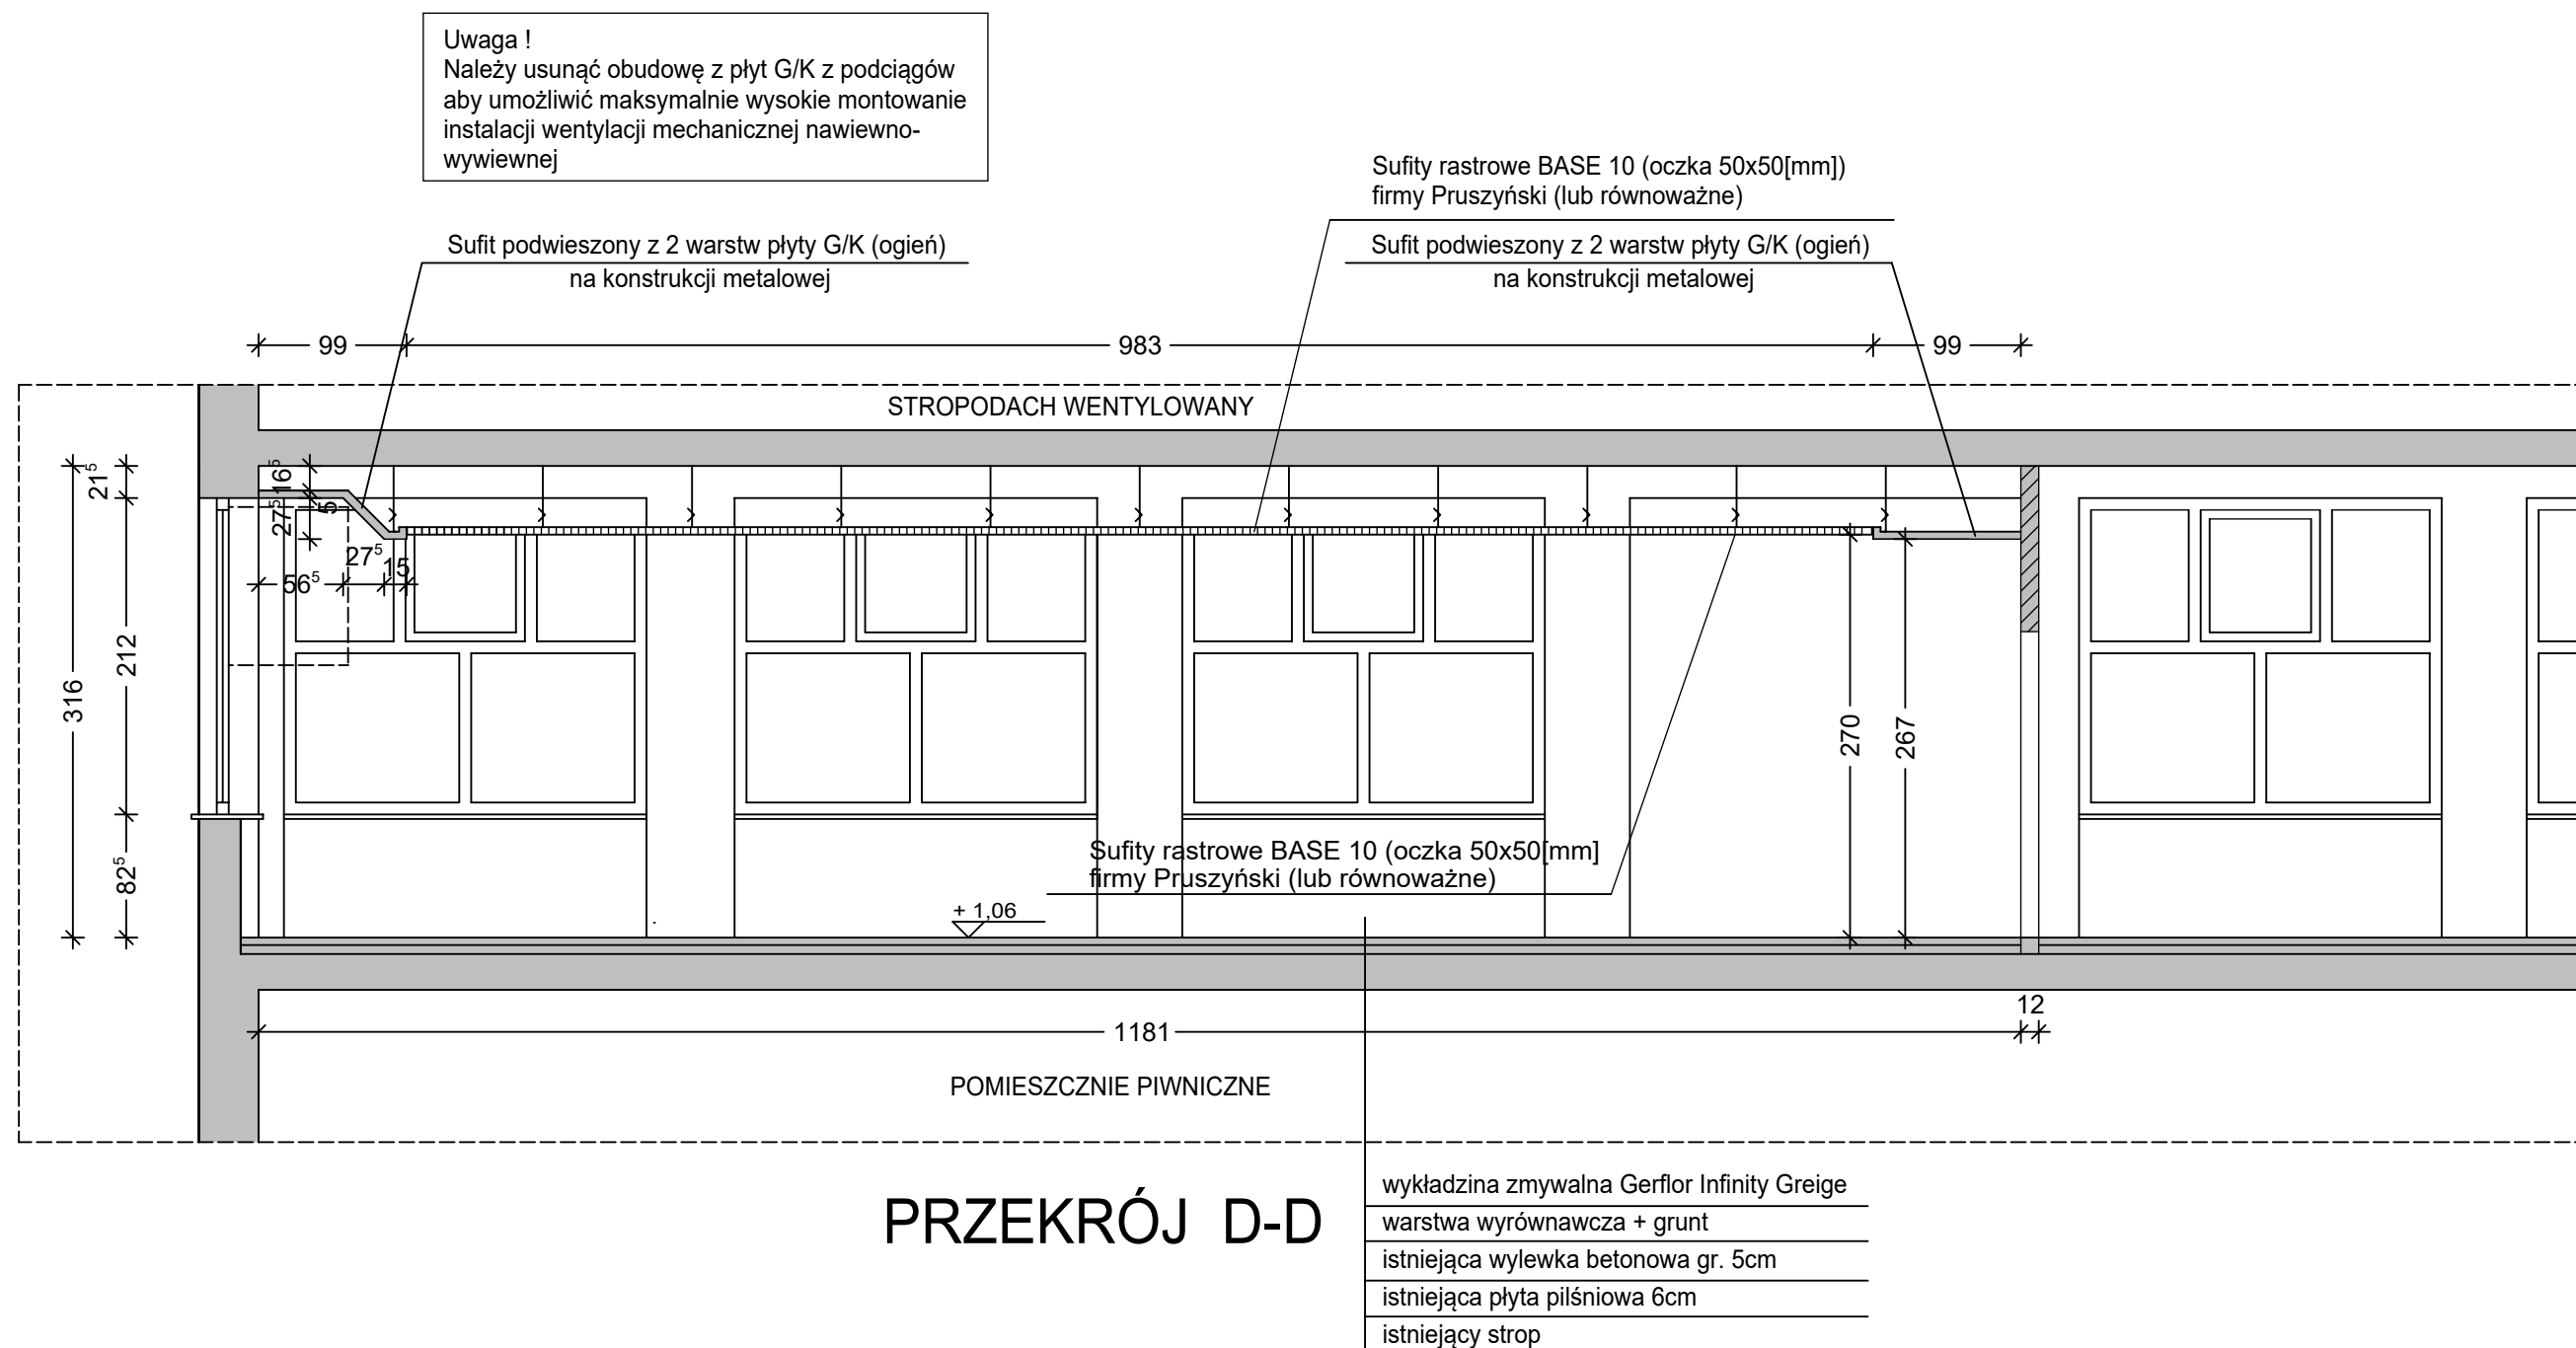 Uwaga !
Należy usunąć obudowę z płyt G/K z podciągów
aby umożliwić maksymalnie wysokie montowanie
instalacji wentylacji mechanicznej nawiewno-
wywiewnej
Sufity rastrowe BASE 10 (oczka 50x50[mm])
firmy Pruszyński (lub równoważne)
Sufit podwieszony z 2 warstw płyty G/K (ogień)
na konstrukcji metalowej
Sufit podwieszony z 2 warstw płyty G/K (ogień)
na konstrukcji metalowej
99
983
99
STROPODACH WENTYLOWANY
21⁵
16⁵
5
27⁵
27⁵
15
56⁵
212
316
82⁵
270
267
Sufity rastrowe BASE 10 (oczka 50x50[mm]
firmy Pruszyński (lub równoważne)
+ 1,06
12
1181
POMIESZCZNIE PIWNICZNE
PRZEKRÓJ D-D
wykładzina zmywalna Gerflor Infinity Greige
warstwa wyrównawcza + grunt
istniejąca wylewka betonowa gr. 5cm
istniejąca płyta pilśniowa 6cm
istniejący strop